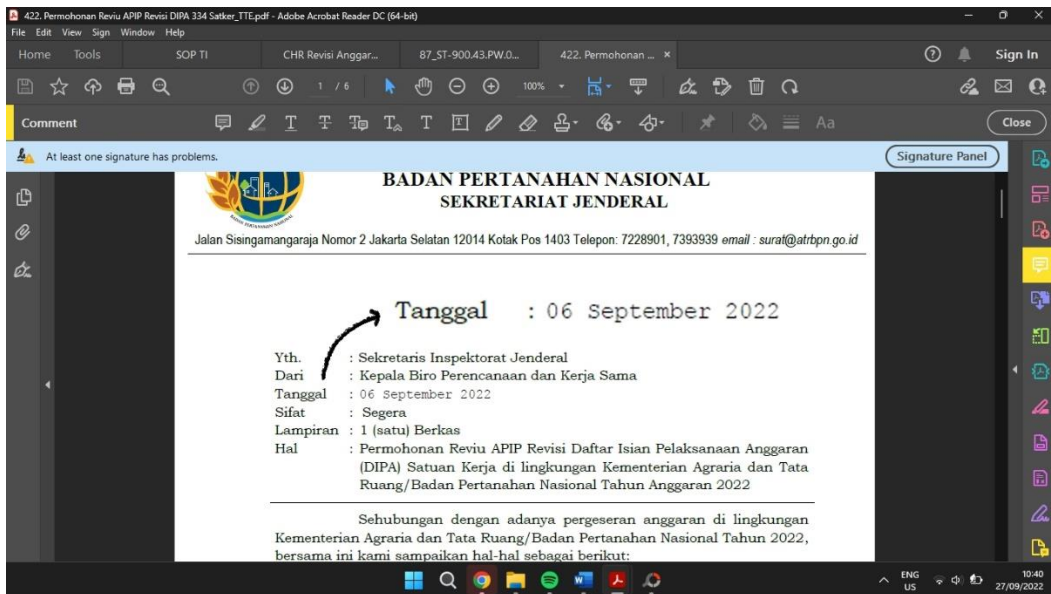 422. Permohonan Reviu APIP Revisi DIPA 334 Satker_TTE.pdf - Adobe Acrobat Reader DC (64-bit)
File Edit View Sign Window Help
Home Tools SOP TI CHR Revisi Anggar... 87_ST-900.43.PW.0... 422. Permohonan ... × Sign In
1 / 6 100%
Comment Aa Close
At least one signature has problems. Signature Panel
BADAN PERTANAHAN NASIONAL
SEKRETARIAT JENDERAL
Jalan Sisingamangaraja Nomor 2 Jakarta Selatan 12014 Kotak Pos 1403 Telepon: 7228901, 7393939 email : surat@atrbpn.go.id
Tanggal : 06 September 2022
Yth. : Sekretaris Inspektorat Jenderal
Dari : Kepala Biro Perencanaan dan Kerja Sama
Tanggal : 06 September 2022
Sifat : Segera
Lampiran : 1 (satu) Berkas
Hal : Permohonan Reviu APIP Revisi Daftar Isian Pelaksanaan Anggaran
(DIPA) Satuan Kerja di lingkungan Kementerian Agraria dan Tata
Ruang/Badan Pertanahan Nasional Tahun Anggaran 2022
Sehubungan dengan adanya pergeseran anggaran di lingkungan
Kementerian Agraria dan Tata Ruang/Badan Pertanahan Nasional Tahun 2022,
bersama ini kami sampaikan hal-hal sebagai berikut:
ENG
US
10:40
27/09/2022